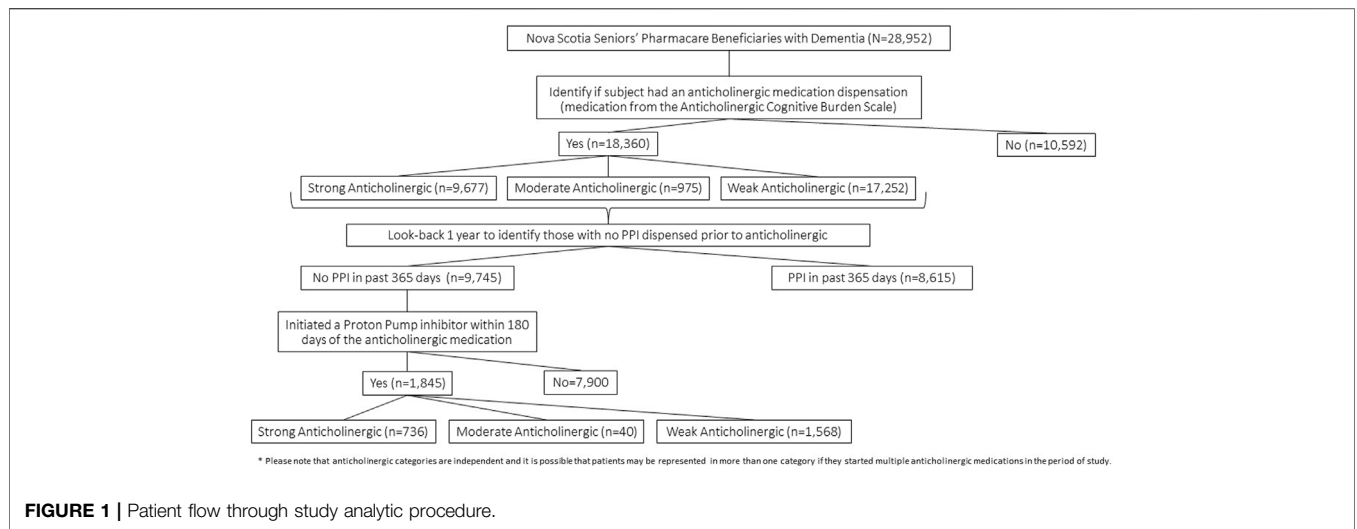 Nova Scotia Seniors' Pharmacare Beneficiaries with Dementia (N=28,952)
Identify if subject had an anticholinergic medication dispensation
(medication from the Anticholinergic Cognitive Burden Scale)
Yes (n=18,360)
No (n=10,592)
Strong Anticholinergic (n=9,677)
Moderate Anticholinergic (n=975)
Weak Anticholinergic (n=17,252)
Look-back 1 year to identify those with no PPI dispensed prior to anticholinergic
No PPI in past 365 days (n=9,745)
PPI in past 365 days (n=8,615)
Initiated a Proton Pump inhibitor within 180
days of the anticholinergic medication
Yes (n=1,845)
No=7,900
Strong Anticholinergic (n=736)
Moderate Anticholinergic (n=40)
Weak Anticholinergic (n=1,568)
* Please note that anticholinergic categories are independent and it is possible that patients may be represented in more than one category if they started multiple anticholinergic medications in the period of study.
FIGURE 1 | Patient flow through study analytic procedure.